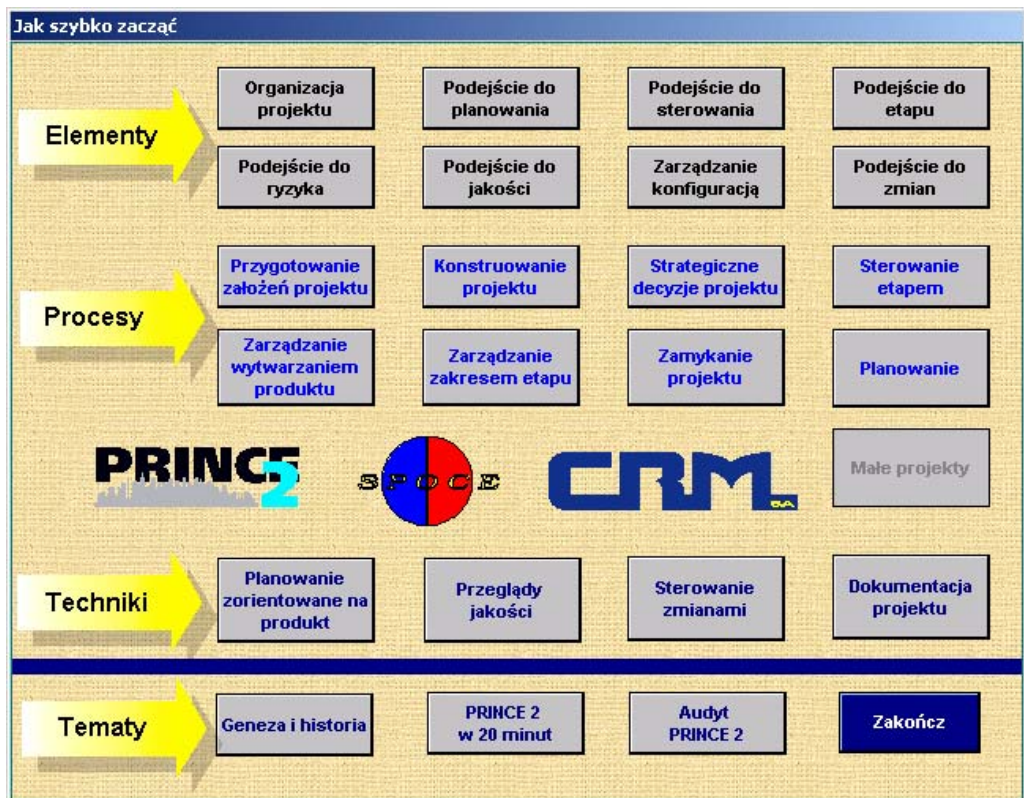 Jak szybko zacząć
Elementy
Organizacja
projektu
Podejście do
planowania
Podejście do
sterowania
Podejście do
etapu
Podejście do
ryzyka
Podejście do
jakości
Zarządzanie
konfiguracją
Podejście do
zmian
Procesy
Przygotowanie
założeń projektu
Konstruowanie
projektu
Strategiczne
decyzje projektu
Sterowanie
etapem
Zarządzanie
wytwarzaniem
produktu
Zarządzanie
zakresem etapu
Zamykanie
projektu
Planowanie
PRINCE
2
SPOCE
CRM
SA
Małe projekty
Techniki
Planowanie
zorientowane na
produkt
Przeglądy
jakości
Sterowanie
zmianami
Dokumentacja
projektu
Tematy
Geneza i historia
PRINCE 2
w 20 minut
Audyt
PRINCE 2
Zakończ